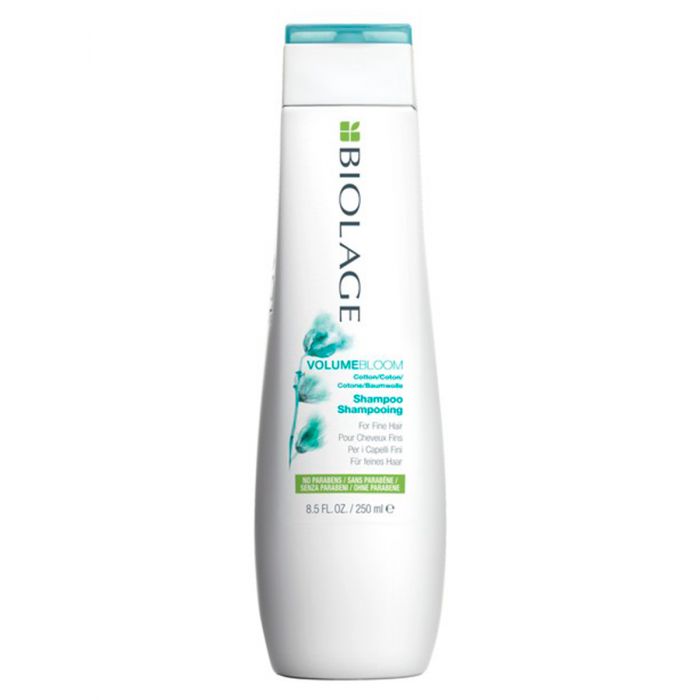 BIOLAGE
VOLUMEBLOOM
Cotton/Coton/
Cotone/Baumwolle
Shampoo
Shampooing
For Fine Hair
Pour Cheveux Fins
Per i Capelli Fini
Für feines Haar
NO PARABENS / SANS PARABÈNE /
SENZA PARABENI / OHNE PARABENE
8.5 FL. OZ. / 250 ml ℮